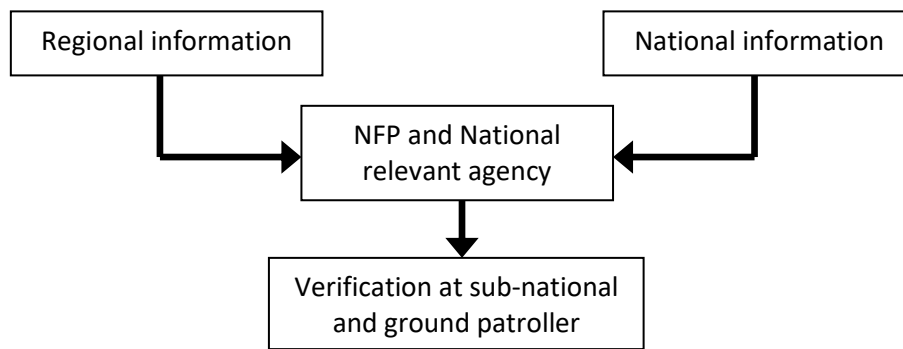 Regional information
National information
NFP and National
relevant agency
Verification at sub-national
and ground patroller